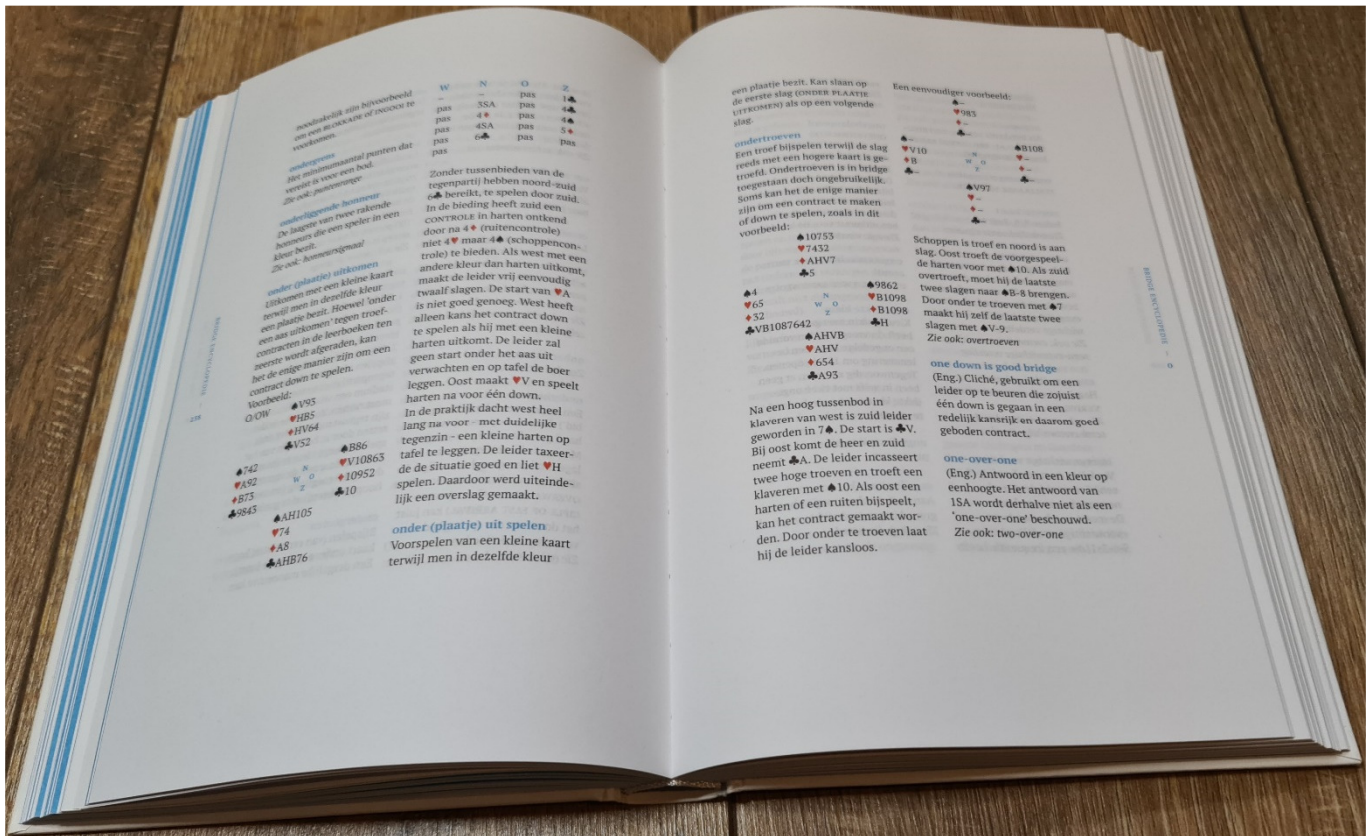 noodzakelijk zijn bijvoorbeeld
om een BLOKKADE of INGOOI te
voorkomen.
ondergrens
Het minimumaantal punten dat
vereist is voor een bod.
Zie ook: puntenrange
onderliggende honneur
De laagste van twee rakende
honneurs die een speler in een
kleur bezit.
Zie ook: honneursignaal
onder (plaatje) uitkomen
Uitkomen met een kleine kaart
terwijl men in dezelfde kleur
een plaatje bezit. Hoewel 'onder
een aas uitkomen' tegen troef-
contracten in de leerboeken ten
zeerste wordt afgeraden, kan
het de enige manier zijn om een
contract down te spelen.
Voorbeeld:
O/OW
♠V93
♥HB5
♦HV64
♣V52
♠742
♥A92
♦B73
♣9843
N
W O
Z
♠B86
♥V10863
♦10952
♣10
♠AH105
♥74
♦A8
♣AHB76
W N O Z
– – pas 1♣
pas 3SA pas 4♣
pas 4♦ pas 4♠
pas 4SA pas 5♦
pas 6♣ pas pas
pas
Zonder tussenbieden van de
tegenpartij hebben noord-zuid
6♣ bereikt, te spelen door zuid.
In de bieding heeft zuid een
CONTROLE in harten ontkend
door na 4♦ (ruitencontrole)
niet 4♥ maar 4♠ (schoppencon-
trole) te bieden. Als west met een
andere kleur dan harten uitkomt,
maakt de leider vrij eenvoudig
twaalf slagen. De start van ♥A
is niet goed genoeg. West heeft
alleen kans het contract down
te spelen als hij met een kleine
harten uitkomt. De leider zal
geen start onder het aas uit
verwachten en op tafel de boer
leggen. Oost maakt ♥V en speelt
harten na voor één down.
In de praktijk dacht west heel
lang na voor – met duidelijke
tegenzin – een kleine harten op
tafel te leggen. De leider taxeer-
de de situatie goed en liet ♥H
spelen. Daardoor werd uiteinde-
lijk een overslag gemaakt.
onder (plaatje) uit spelen
Voorspelen van een kleine kaart
terwijl men in dezelfde kleur
BRIDGE ENCYCLOPEDIE
een plaatje bezit. Kan slaan op
de eerste slag (ONDER PLAATJE
UITKOMEN) als op een volgende
slag.
ondertroeven
Een troef bijspelen terwijl de slag
reeds met een hogere kaart is ge-
troefd. Ondertroeven is in bridge
toegestaan doch ongebruikelijk.
Soms kan het de enige manier
zijn om een contract te maken
of down te spelen, zoals in dit
voorbeeld:
♠10753
♥7432
♦AHV7
♣5
♠4
♥65
♦32
♣VB1087642
N
W O
Z
♠9862
♥B1098
♦B1098
♣H
♠AHVB
♥AHV
♦654
♣A93
Na een hoog tussenbod in
klaveren van west is zuid leider
geworden in 7♠. De start is ♣V.
Bij oost komt de heer en zuid
neemt ♣A. De leider incasseert
twee hoge troeven en troeft een
klaveren met ♠10. Als oost een
harten of een ruiten bijspeelt,
kan het contract gemaakt wor-
den. Door onder te troeven laat
hij de leider kansloos.
Een eenvoudiger voorbeeld:
♠–
♥983
♦–
♣–
♠–
♥V10
♦B
♣–
N
W O
Z
♠B108
♥–
♦–
♣–
♠V97
♥–
♦–
♣–
Schoppen is troef en noord is aan
slag. Oost troeft de voorgespeel-
de harten voor met ♠10. Als zuid
overtroeft, moet hij de laatste
twee slagen naar ♠B-8 brengen.
Door onder te troeven met ♠7
maakt hij zelf de laatste twee
slagen met ♠V-9.
Zie ook: overtroeven
one down is good bridge
(Eng.) Cliché, gebruikt om een
leider op te beuren die zojuist
één down is gegaan in een
redelijk kansrijk en daarom goed
geboden contract.
one-over-one
(Eng.) Antwoord in een kleur op
eenhoogte. Het antwoord van
1SA wordt derhalve niet als een
'one-over-one' beschouwd.
Zie ook: two-over-one
BRIDGE ENCYCLOPEDIE – O